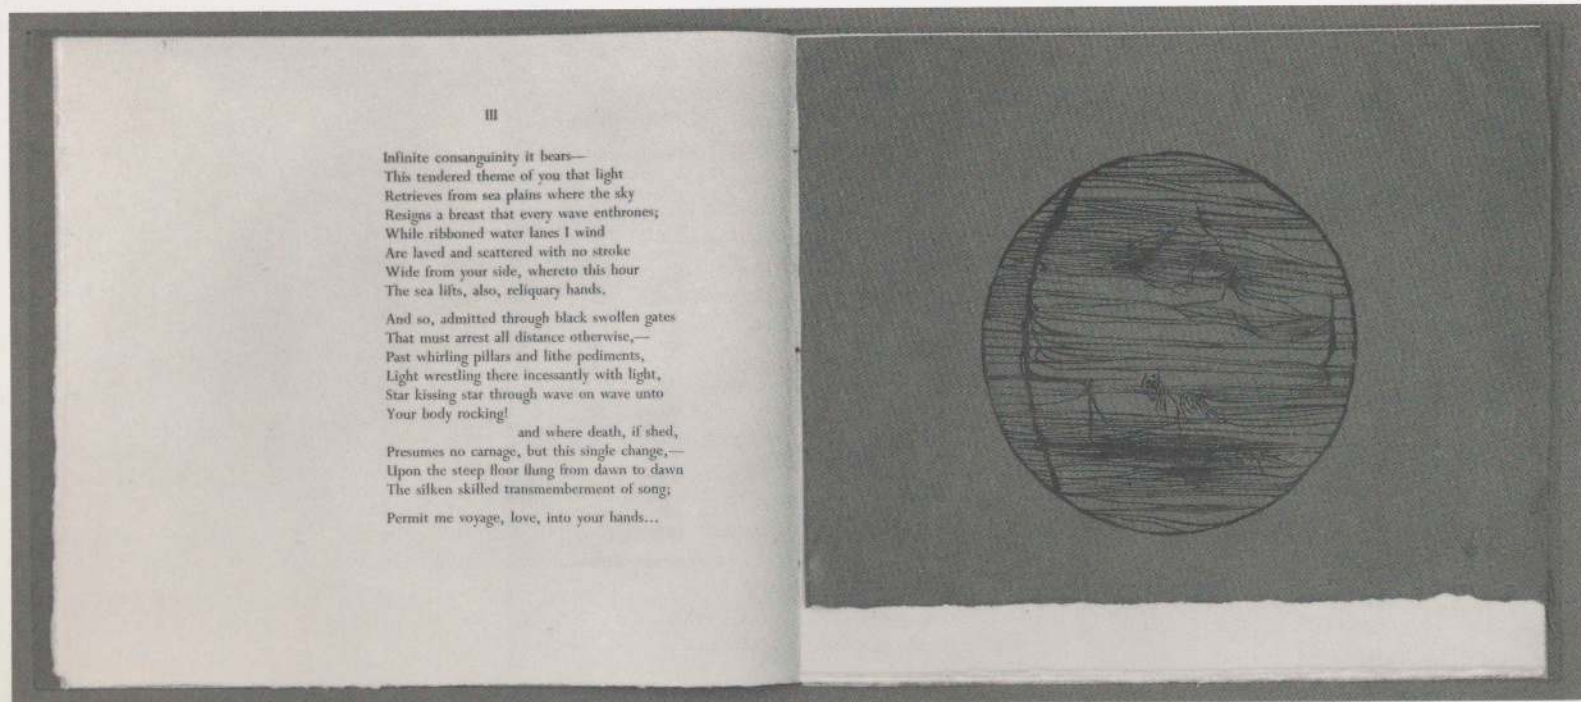 III
Infinite consanguinity it bears—
This tendered theme of you that light
Retrieves from sea plains where the sky
Resigns a breast that every wave enthrones;
While ribboned water lanes I wind
Are laved and scattered with no stroke
Wide from your side, whereto this hour
The sea lifts, also, reliquary hands.
And so, admitted through black swollen gates
That must arrest all distance otherwise,—
Past whirling pillars and lithe pediments,
Light wrestling there incessantly with light,
Star kissing star through wave on wave unto
Your body rocking!
and where death, if shed,
Presumes no carnage, but this single change,—
Upon the steep floor flung from dawn to dawn
The silken skilled transmemberment of song;
Permit me voyage, love, into your hands...